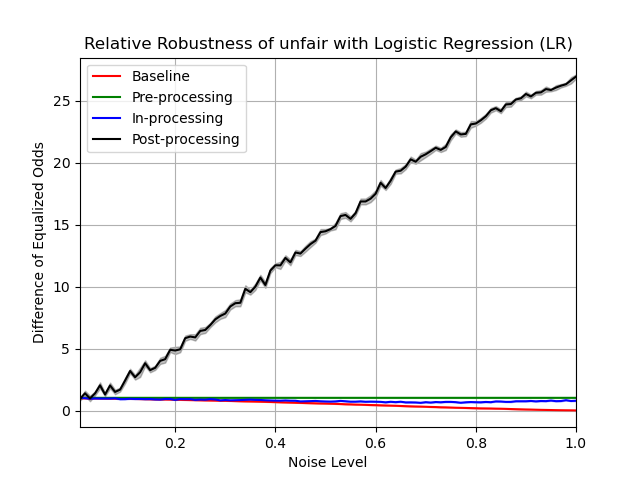 Relative Robustness of unfair with Logistic Regression (LR)
Baseline
Pre-processing
In-processing
Post-processing
Difference of Equalized Odds
25
20
15
10
5
0
0.2 0.4 0.6 0.8 1.0
Noise Level